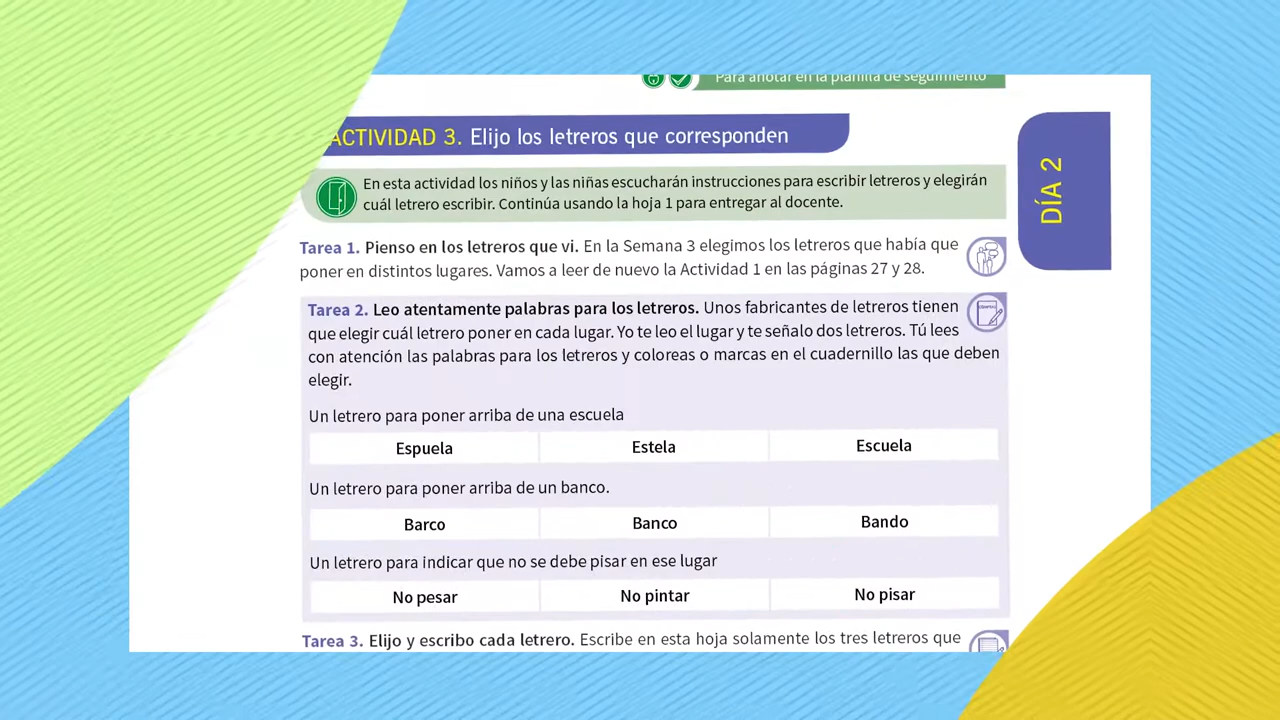 Para anotar en la planilla de seguimiento
ACTIVIDAD 3. Elijo los letreros que corresponden
DÍA 2
En esta actividad los niños y las niñas escucharán instrucciones para escribir letreros y elegirán
cuál letrero escribir. Continúa usando la hoja 1 para entregar al docente.
Tarea 1. Pienso en los letreros que vi. En la Semana 3 elegimos los letreros que había que
poner en distintos lugares. Vamos a leer de nuevo la Actividad 1 en las páginas 27 y 28.
Tarea 2. Leo atentamente palabras para los letreros. Unos fabricantes de letreros tienen
que elegir cuál letrero poner en cada lugar. Yo te leo el lugar y te señalo dos letreros. Tú lees
con atención las palabras para los letreros y coloreas o marcas en el cuadernillo las que deben
elegir.
Un letrero para poner arriba de una escuela
Espuela Estela Escuela
Un letrero para poner arriba de un banco.
Barco Banco Bando
Un letrero para indicar que no se debe pisar en ese lugar
No pesar No pintar No pisar
Tarea 3. Elijo y escribo cada letrero. Escribe en esta hoja solamente los tres letreros que